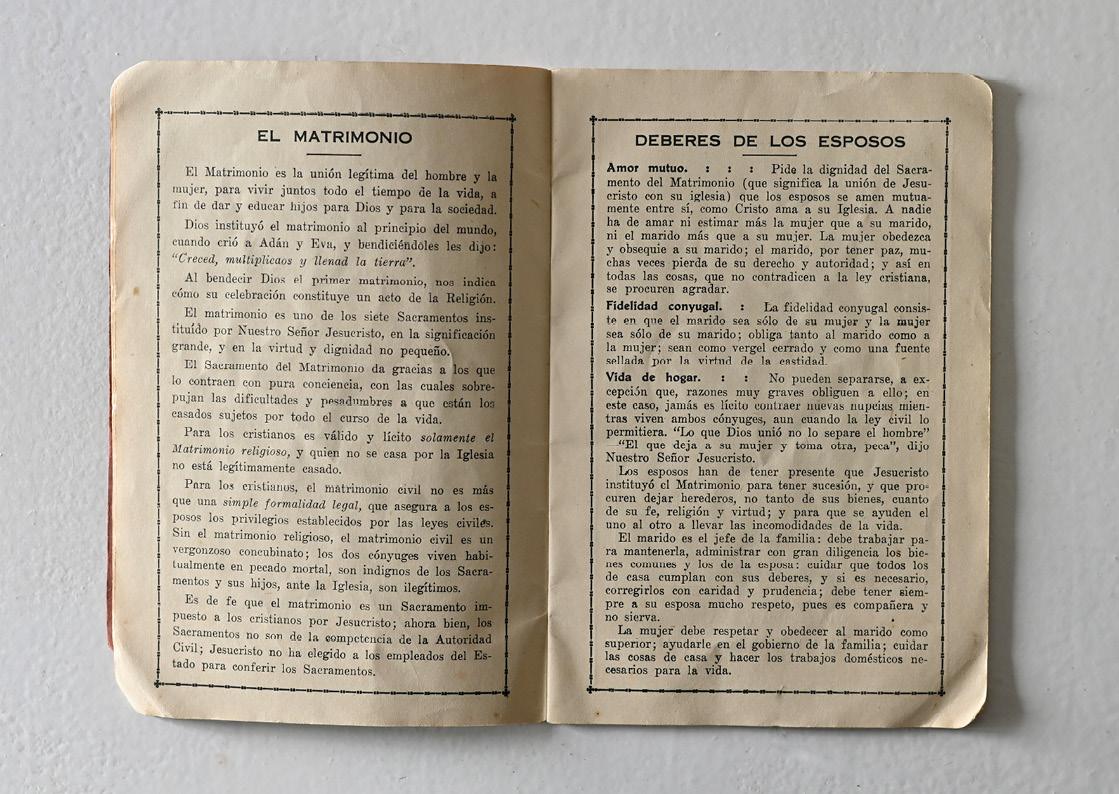 EL MATRIMONIO
El Matrimonio es la unión legítima del hombre y la
mujer, para vivir juntos todo el tiempo de la vida, a
fin de dar y educar hijos para Dios y para la sociedad.
Dios instituyó el matrimonio al principio del mundo,
cuando crió a Adán y Eva, y bendiciéndoles les dijo:
“Creced, multiplicaos y llenad la tierra”.
Al bendecir Dios el primer matrimonio, nos indica
cómo su celebración constituye un acto de la Religión.
El matrimonio es uno de los siete Sacramentos ins-
tituído por Nuestro Señor Jesucristo, en la significación
grande, y en la virtud y dignidad no pequeño.
El Sacramento del Matrimonio da gracias a los que
lo contraen con pura conciencia, con las cuales sobre-
pujan las dificultades y pesadumbres a que están los
casados sujetos por todo el curso de la vida.
Para los cristianos es válido y lícito solamente el
Matrimonio religioso, y quien no se casa por la Iglesia
no está legítimamente casado.
Para los cristianos, el matrimonio civil no es más
que una simple formalidad legal, que asegura a los es-
posos los privilegios establecidos por las leyes civiles.
Sin el matrimonio religioso, el matrimonio civil es un
vergonzoso concubinato; los dos cónyuges viven habi-
tualmente en pecado mortal, son indignos de los Sacra-
mentos y sus hijos, ante la Iglesia, son ilegítimos.
Es de fe que el matrimonio es un Sacramento im-
puesto a los cristianos por Jesucristo; ahora bien, los
Sacramentos no son de la competencia de la Autoridad
Civil; Jesucristo no ha elegido a los empleados del Es-
tado para conferir los Sacramentos.
DEBERES DE LOS ESPOSOS
Amor mutuo. : : : Pide la dignidad del Sacra-
mento del Matrimonio (que significa la unión de Jesu-
cristo con su iglesia) que los esposos se amen mutua-
mente entre sí, como Cristo ama a su Iglesia. A nadie
ha de amar ni estimar más la mujer que a su marido,
ni el marido más que a su mujer. La mujer obedezca
y obsequie a su marido; el marido, por tener paz, mu-
chas veces pierda de su derecho y autoridad; y así en
todas las cosas, que no contradicen a la ley cristiana,
se procuren agradar.
Fidelidad conyugal. : La fidelidad conyugal consis-
te en que el marido sea sólo de su mujer y la mujer
sea sólo de su marido; obliga tanto al marido como a
la mujer; sean como vergel cerrado y como una fuente
sellada por la virtud de la castidad.
Vida de hogar. : : No pueden separarse, a ex-
cepción que, razones muy graves obliguen a ello; en
este caso, jamás es lícito contraer nuevas nupcias mien-
tras viven ambos cónyuges, aun cuando la ley civil lo
permitiera. “Lo que Dios unió no lo separe el hombre”
—“El que deja a su mujer y toma otra, peca”, dijo
Nuestro Señor Jesucristo.
Los esposos han de tener presente que Jesucristo
instituyó el Matrimonio para tener sucesión, y que pro-
curen dejar herederos, no tanto de sus bienes, cuanto
de su fe, religión y virtud; y para que se ayuden el
uno al otro a llevar las incomodidades de la vida.
El marido es el jefe de la familia: debe trabajar pa-
ra mantenerla, administrar con gran diligencia los bie-
nes comunes y los de la esposa: cuidar que todos los
de casa cumplan con sus deberes, y si es necesario,
corregirlos con caridad y prudencia; debe tener siem-
pre a su esposa mucho respeto, pues es compañera y
no sierva.
La mujer debe respetar y obedecer al marido como
superior; ayudarle en el gobierno de la familia; cuidar
las cosas de casa y hacer los trabajos domésticos ne-
cesarios para la vida.